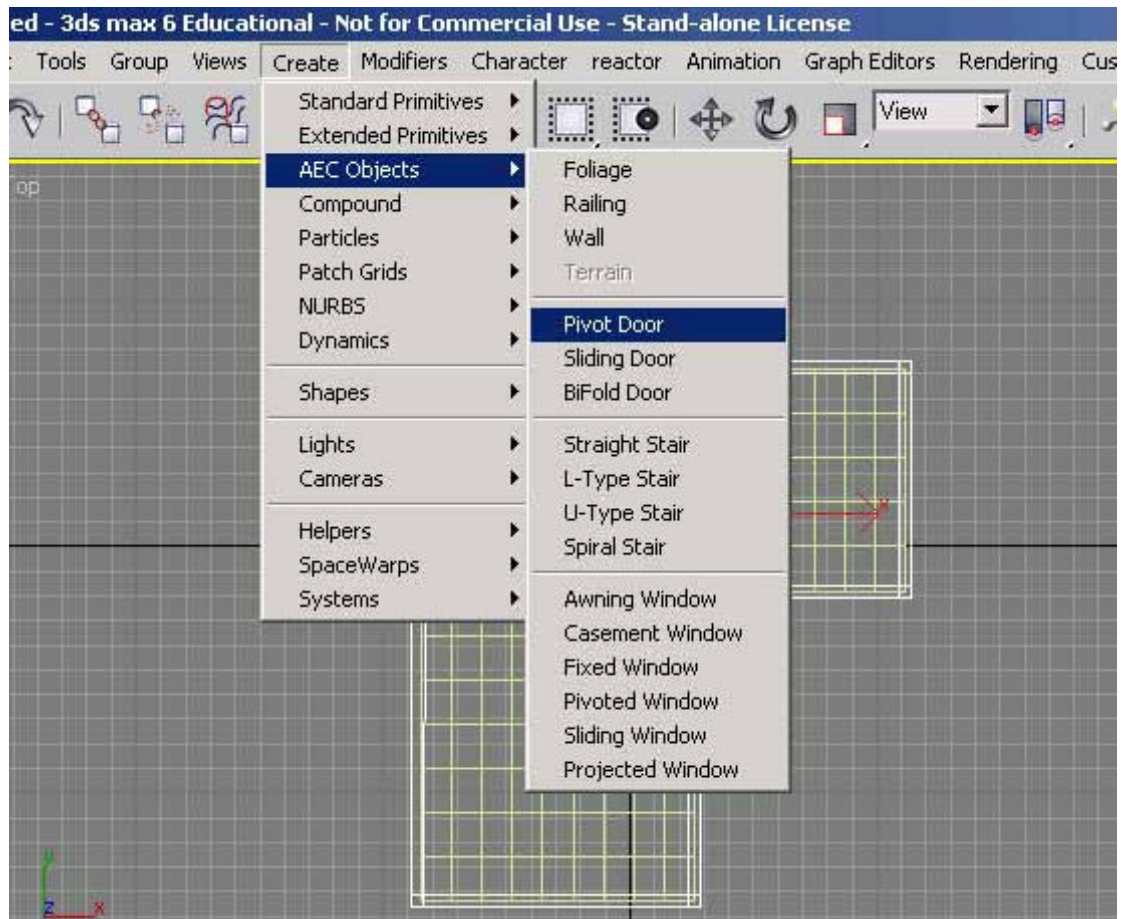 ed - 3ds max 6 Educational - Not for Commercial Use - Stand-alone License
Tools Group Views Create Modifiers Character reactor Animation Graph Editors Rendering Cus
View
Standard Primitives
Extended Primitives
AEC Objects
Compound
Particles
Patch Grids
NURBS
Dynamics
Shapes
Lights
Cameras
Helpers
SpaceWarps
Systems
Foliage
Railing
Wall
Terrain
Pivot Door
Sliding Door
BiFold Door
Straight Stair
L-Type Stair
U-Type Stair
Spiral Stair
Awning Window
Casement Window
Fixed Window
Pivoted Window
Sliding Window
Projected Window
op
x
y
z x